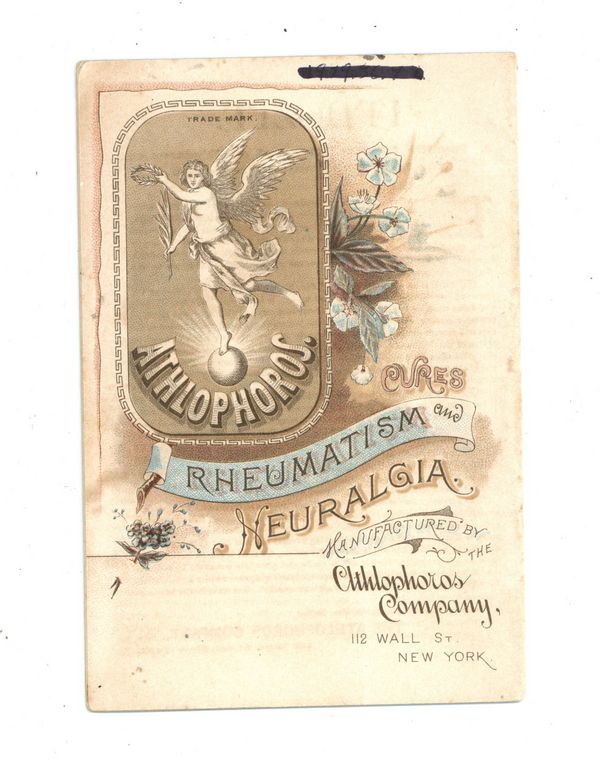 TRADE MARK.
ATHLOPHOROS.
CURES
RHEUMATISM and
NEURALGIA.
MANUFACTURED BY
THE
Athlophoros
Company,
112 WALL ST.
NEW YORK.